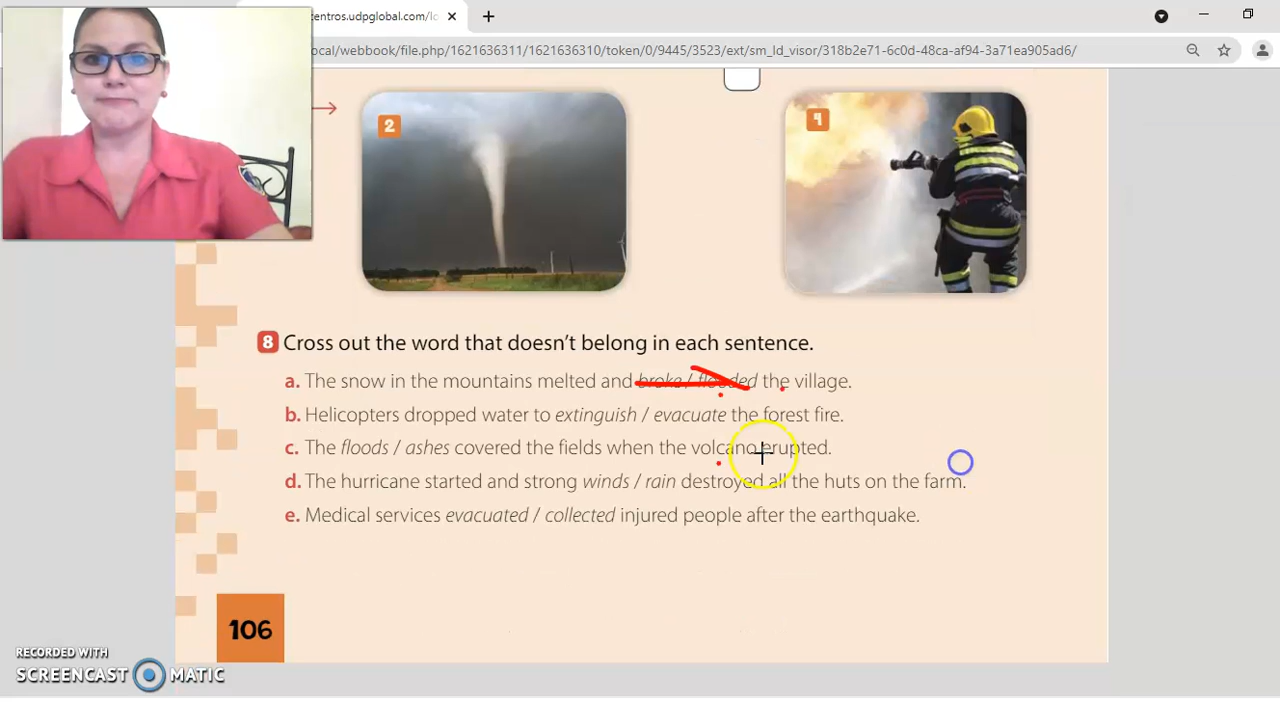 entros.udpglobal.com/lo
ocal/webbook/file.php/1621636311/1621636310/token/0/9445/3523/ext/sm_ld_visor/318b2e71-6c0d-48ca-af94-3a71ea905ad6/
2
4
8 Cross out the word that doesn't belong in each sentence.
a. The snow in the mountains melted and broke / flooded the village.
b. Helicopters dropped water to extinguish / evacuate the forest fire.
c. The floods / ashes covered the fields when the volcano erupted.
d. The hurricane started and strong winds / rain destroyed all the huts on the farm.
e. Medical services evacuated / collected injured people after the earthquake.
106
RECORDED WITH
SCREENCAST MATIC